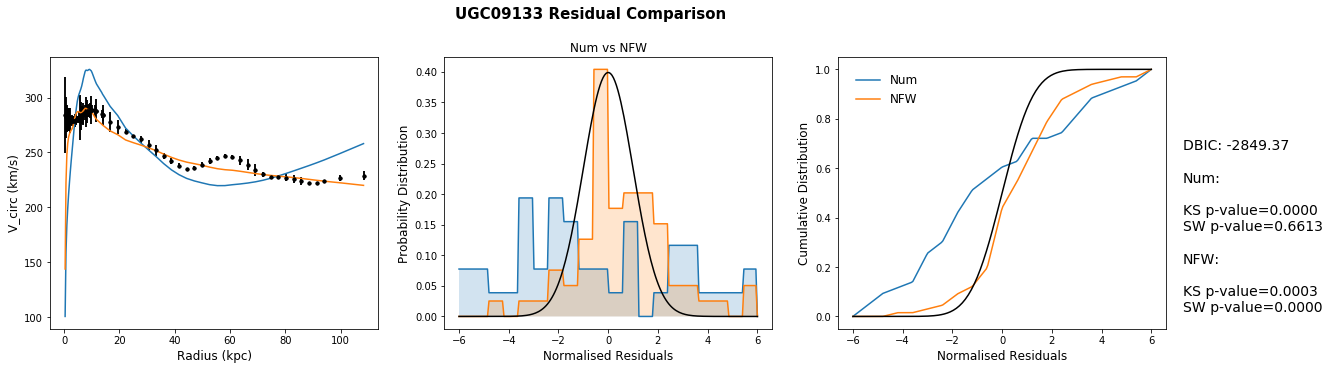 UGC09133 Residual Comparison
V_circ (km/s)
300
250
200
150
100
0
20
40
60
80
100
Radius (kpc)
Num vs NFW
Probability Distribution
0.40
0.35
0.30
0.25
0.20
0.15
0.10
0.05
0.00
−6
−4
−2
0
2
4
6
Normalised Residuals
Cumulative Distribution
1.0
0.8
0.6
0.4
0.2
0.0
Num
NFW
−6
−4
−2
0
2
4
6
Normalised Residuals
DBIC: -2849.37
Num:
KS p-value=0.0000
SW p-value=0.6613
NFW:
KS p-value=0.0003
SW p-value=0.0000